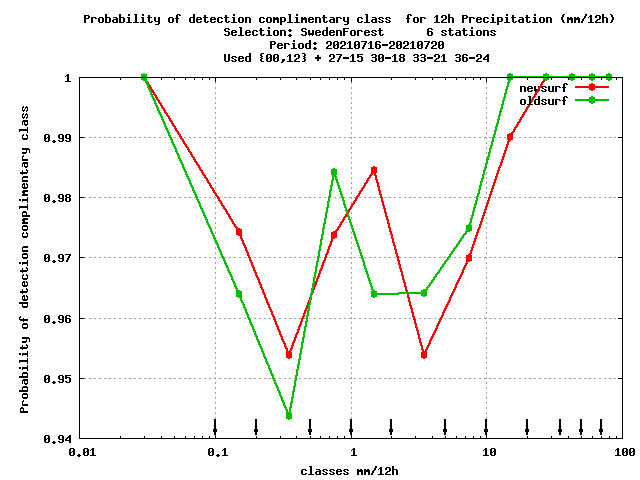 Probability of detection complimentary class  for 12h Precipitation (mm/12h)
Selection: SwedenForest      6 stations
Period: 20210716-20210720
Used {00,12} + 27-15 30-18 33-21 36-24
newsurf
oldsurf
1
0.99
0.98
0.97
0.96
0.95
0.94
Probability of detection complimentary class
0.01
0.1
1
10
100
classes mm/12h